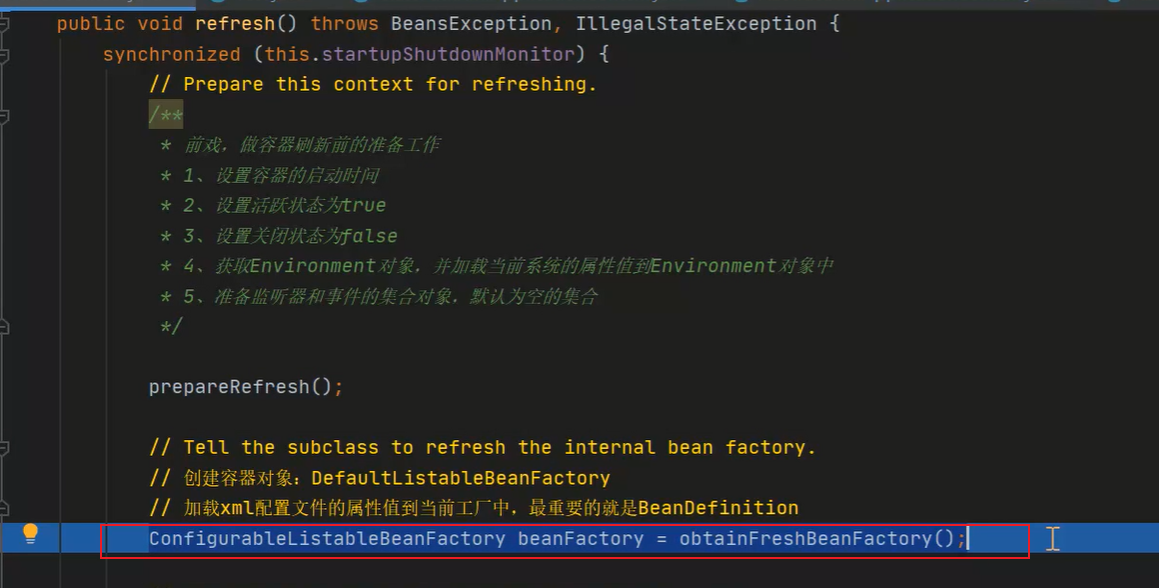 public void refresh() throws BeansException, IllegalStateException {
synchronized (this.startupShutdownMonitor) {
// Prepare this context for refreshing.
/**
* 前戏，做容器刷新前的准备工作
* 1、设置容器的启动时间
* 2、设置活跃状态为true
* 3、设置关闭状态为false
* 4、获取Environment对象，并加载当前系统的属性值到Environment对象中
* 5、准备监听器和事件的集合对象，默认为空的集合
*/
prepareRefresh();
// Tell the subclass to refresh the internal bean factory.
// 创建容器对象：DefaultListableBeanFactory
// 加载xml配置文件的属性值到当前工厂中，最重要的就是BeanDefinition
ConfigurableListableBeanFactory beanFactory = obtainFreshBeanFactory();